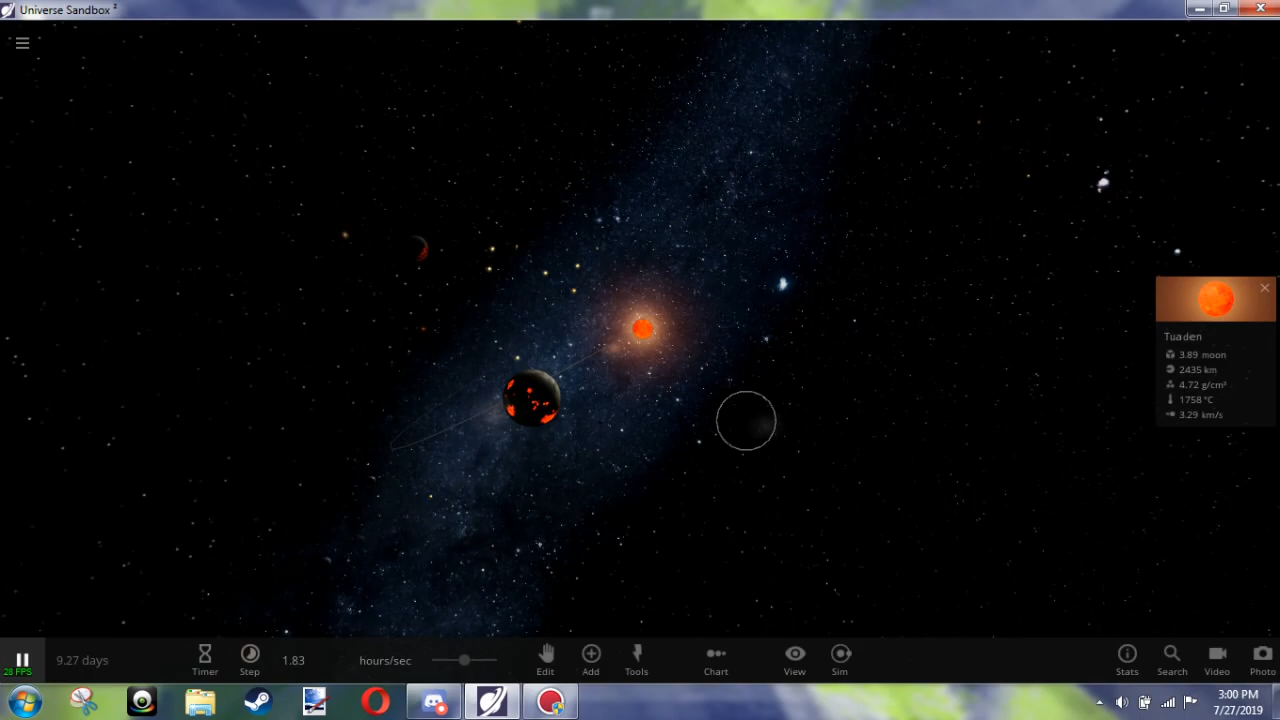 Universe Sandbox ²
Tuaden
3.89 moon
2435 km
4.72 g/cm³
1758 °C
3.29 km/s
28 FPS
9.27 days
Timer
Step
1.83
hours/sec
Edit
Add
Tools
Chart
View
Sim
Stats
Search
Video
Photo
3:00 PM
7/27/2019